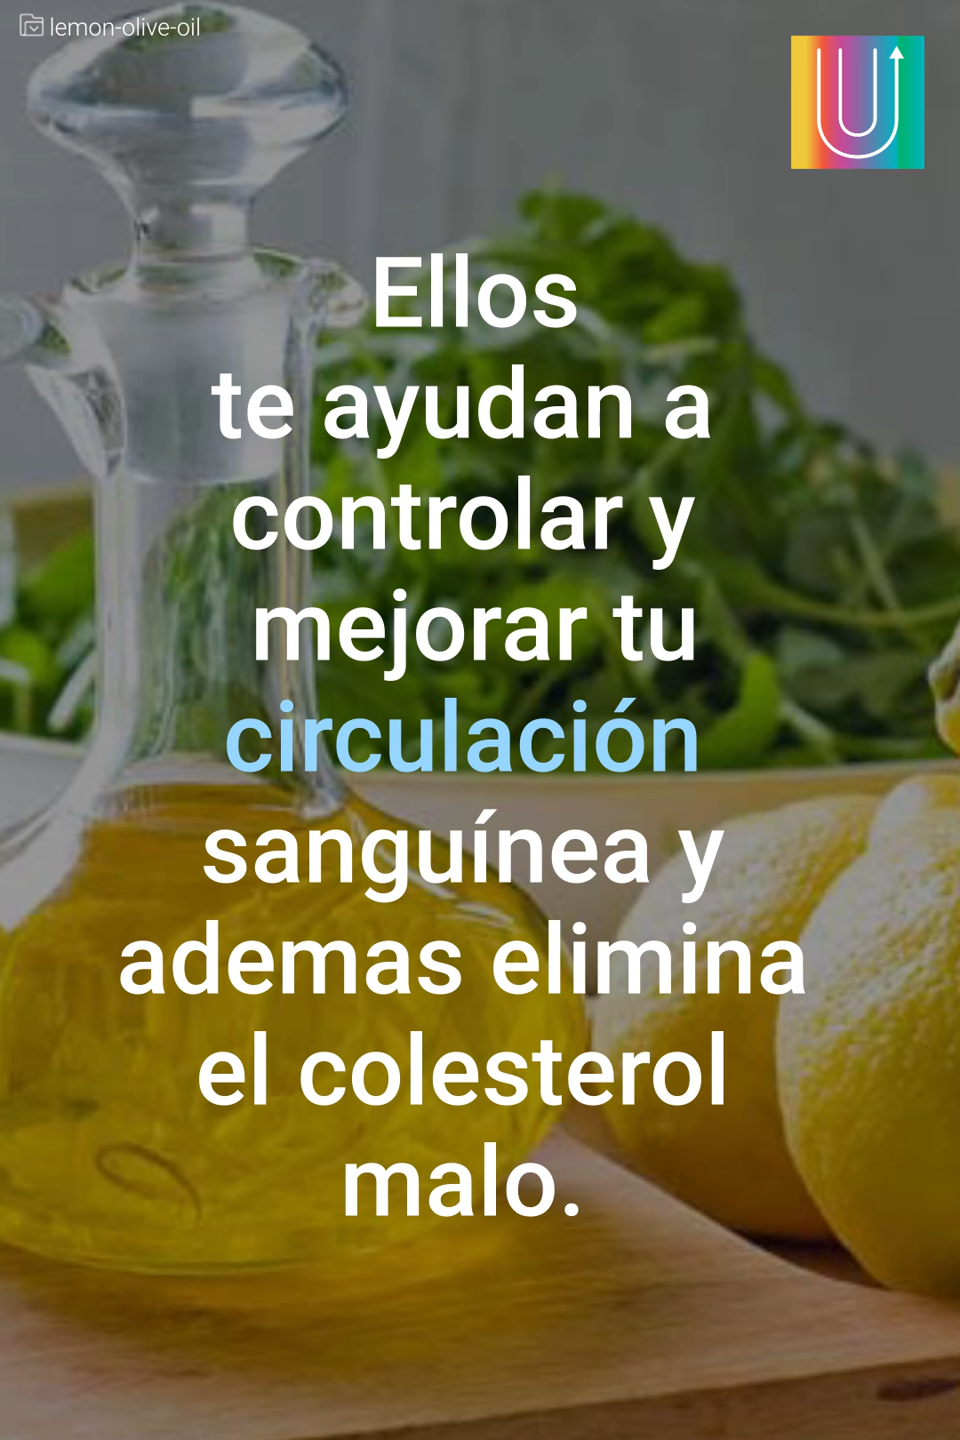 lemon-olive-oil
Ellos
te ayudan a
controlar y
mejorar tu
circulación
sanguínea y
ademas elimina
el colesterol
malo.